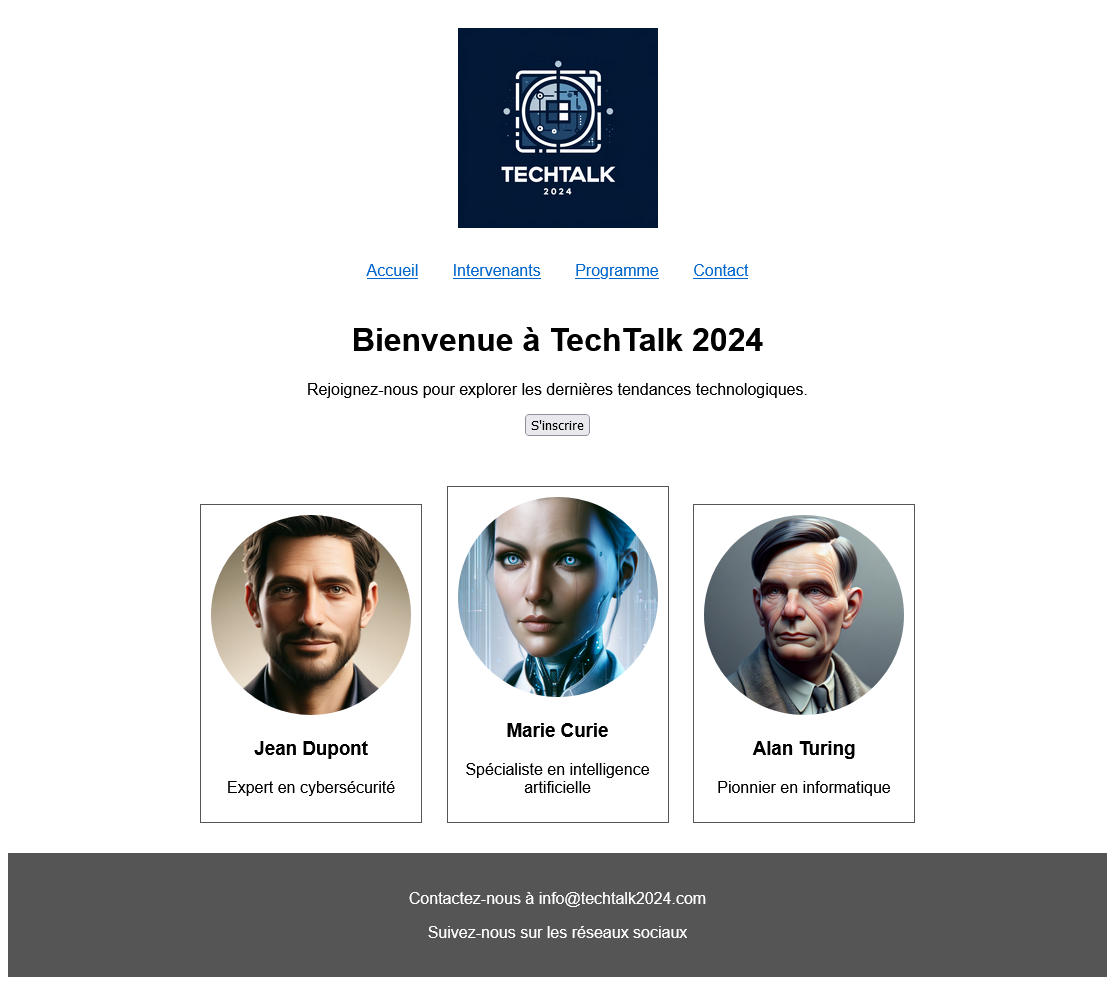 TECHTALK
2024
Accueil Intervenants Programme Contact
Bienvenue à TechTalk 2024
Rejoignez-nous pour explorer les dernières tendances technologiques.
S'inscrire
Jean Dupont
Expert en cybersécurité
Marie Curie
Spécialiste en intelligence
artificielle
Alan Turing
Pionnier en informatique
Contactez-nous à info@techtalk2024.com
Suivez-nous sur les réseaux sociaux